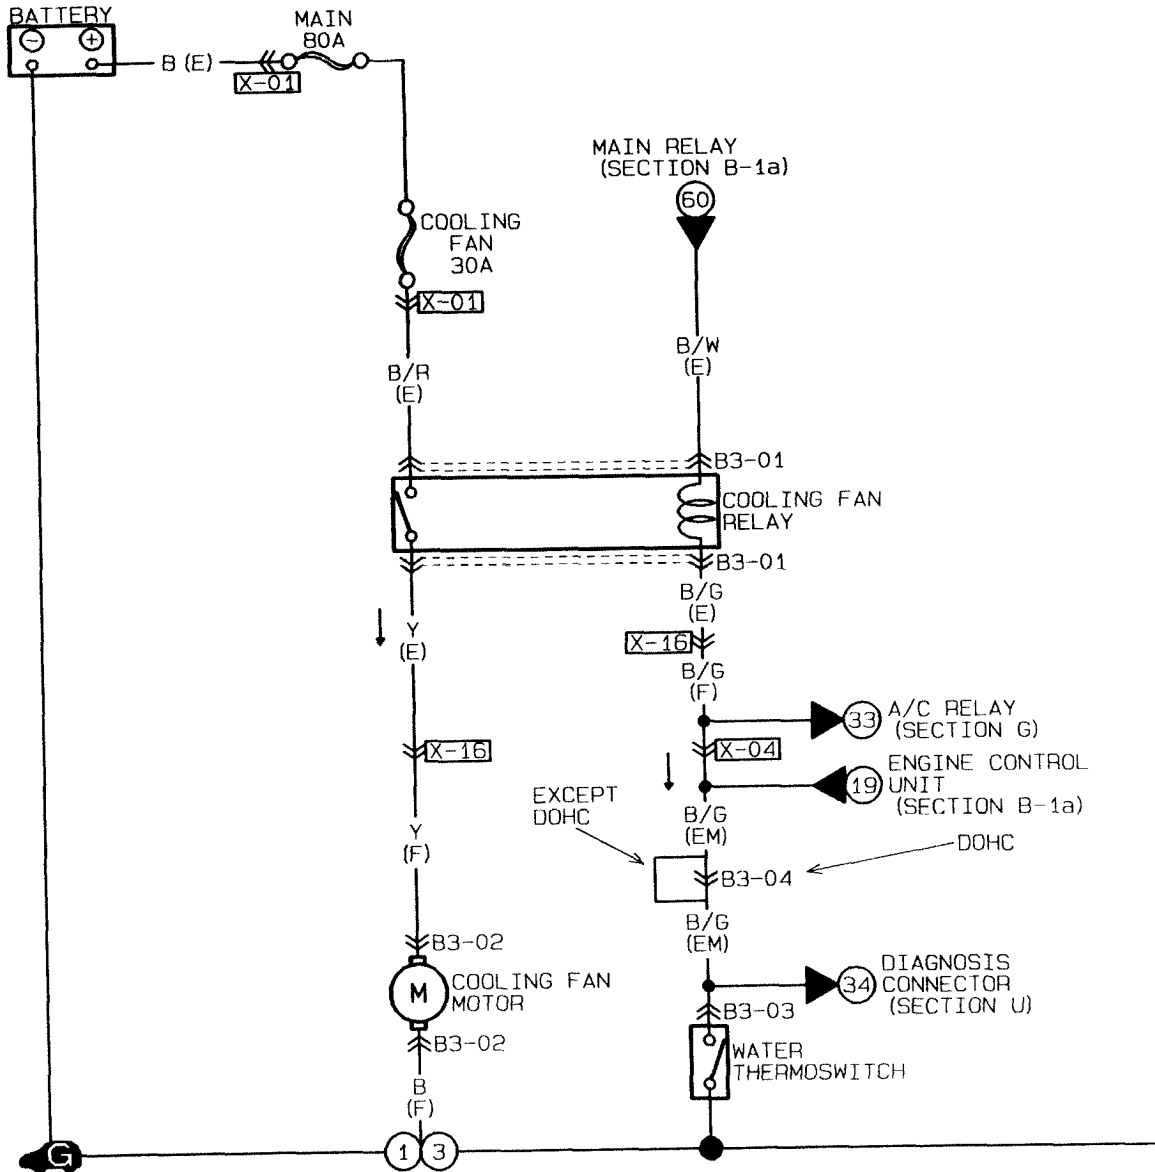 BATTERY
- +
MAIN
80A
B (E)
X-01
MAIN RELAY
(SECTION B-1a)
60
COOLING
FAN
30A
X-01
B/R
(E)
B/W
(E)
B3-01
COOLING FAN
RELAY
B3-01
B/G
(E)
Y
(E)
X-16
B/G
(F)
33
A/C RELAY
(SECTION G)
X-16
X-04
19
ENGINE CONTROL
UNIT
(SECTION B-1a)
EXCEPT
DOHC
B/G
(EM)
Y
(F)
DOHC
B3-04
B/G
(EM)
B3-02
M
COOLING FAN
MOTOR
34
DIAGNOSIS
CONNECTOR
(SECTION U)
B3-03
B3-02
WATER
THERMOSWITCH
B
(F)
G
1 3